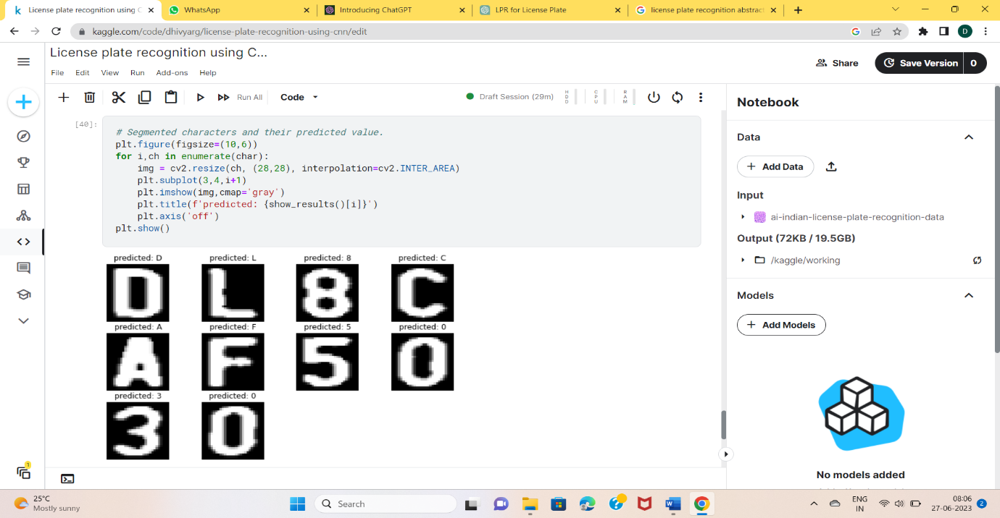 License plate recognition using C
WhatsApp
Introducing ChatGPT
LPR for License Plate
license plate recognition abstract
kaggle.com/code/dhivyarg/license-plate-recognition-using-cnn/edit
D
License plate recognition using C...
File Edit View Run Add-ons Help
Share
Save Version 0
Run All
Code
Draft Session (29m)
HDD
CPU
RAM
[40]:
# Segmented characters and their predicted value.
plt.figure(figsize=(10,6))
for i,ch in enumerate(char):
    img = cv2.resize(ch, (28,28), interpolation=cv2.INTER_AREA)
    plt.subplot(3,4,i+1)
    plt.imshow(img,cmap='gray')
    plt.title(f'predicted: {show_results()[i]}')
    plt.axis('off')
plt.show()
predicted: D predicted: L predicted: 8 predicted: C
D L 8 C
predicted: A predicted: F predicted: 5 predicted: 0
A F 5 0
predicted: 3 predicted: 0
3 0
Notebook
Data
+ Add Data
Input
ai-indian-license-plate-recognition-data
Output (72KB / 19.5GB)
/kaggle/working
Models
+ Add Models
No models added
1
25°C
Mostly sunny
Search
ENG
IN
08:06
27-06-2023
2